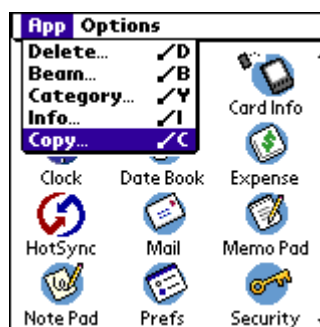 App Options
Delete... ⁄D
Beam... ⁄B
Category... ⁄Y
Info... ⁄I
Copy... ⁄C
Card Info
Clock Date Book Expense
HotSync Mail Memo Pad
Note Pad Prefs Security